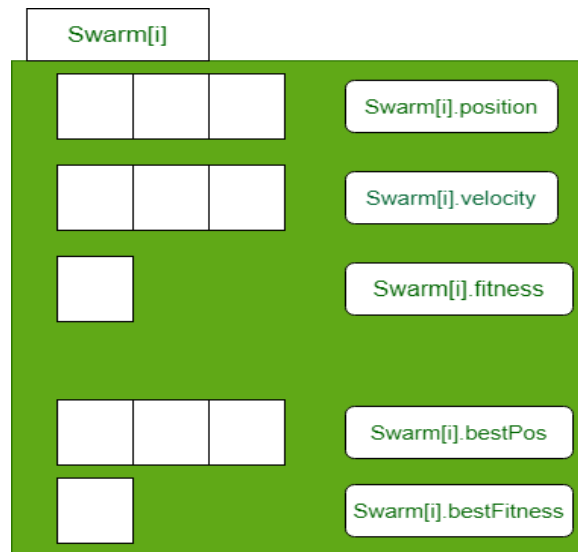 Swarm[i]
Swarm[i].position
Swarm[i].velocity
Swarm[i].fitness
Swarm[i].bestPos
Swarm[i].bestFitness